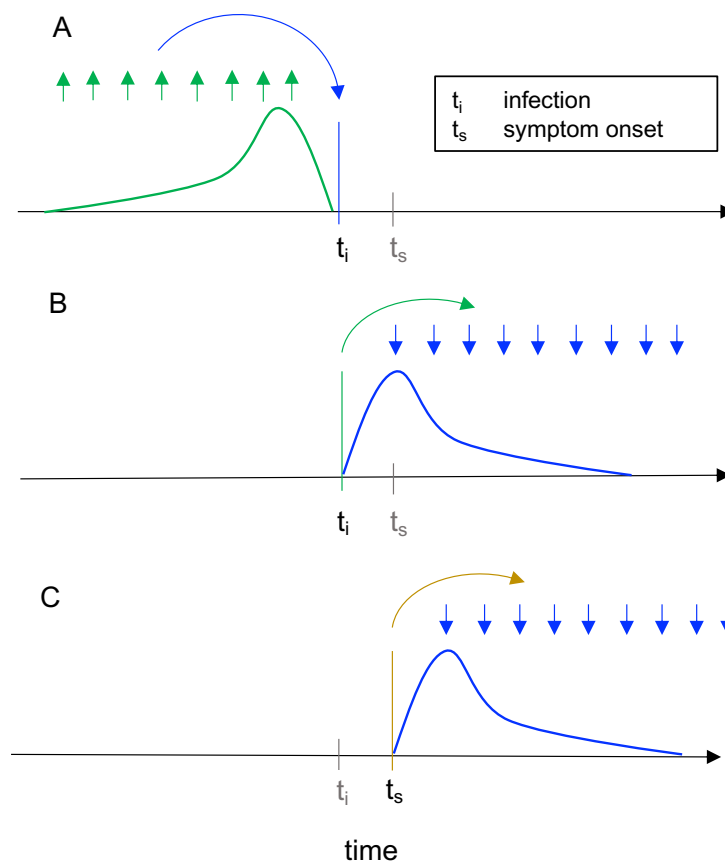 A
tᵢ infection
tₛ symptom onset
tᵢ tₛ
B
tᵢ tₛ
C
tᵢ tₛ
time